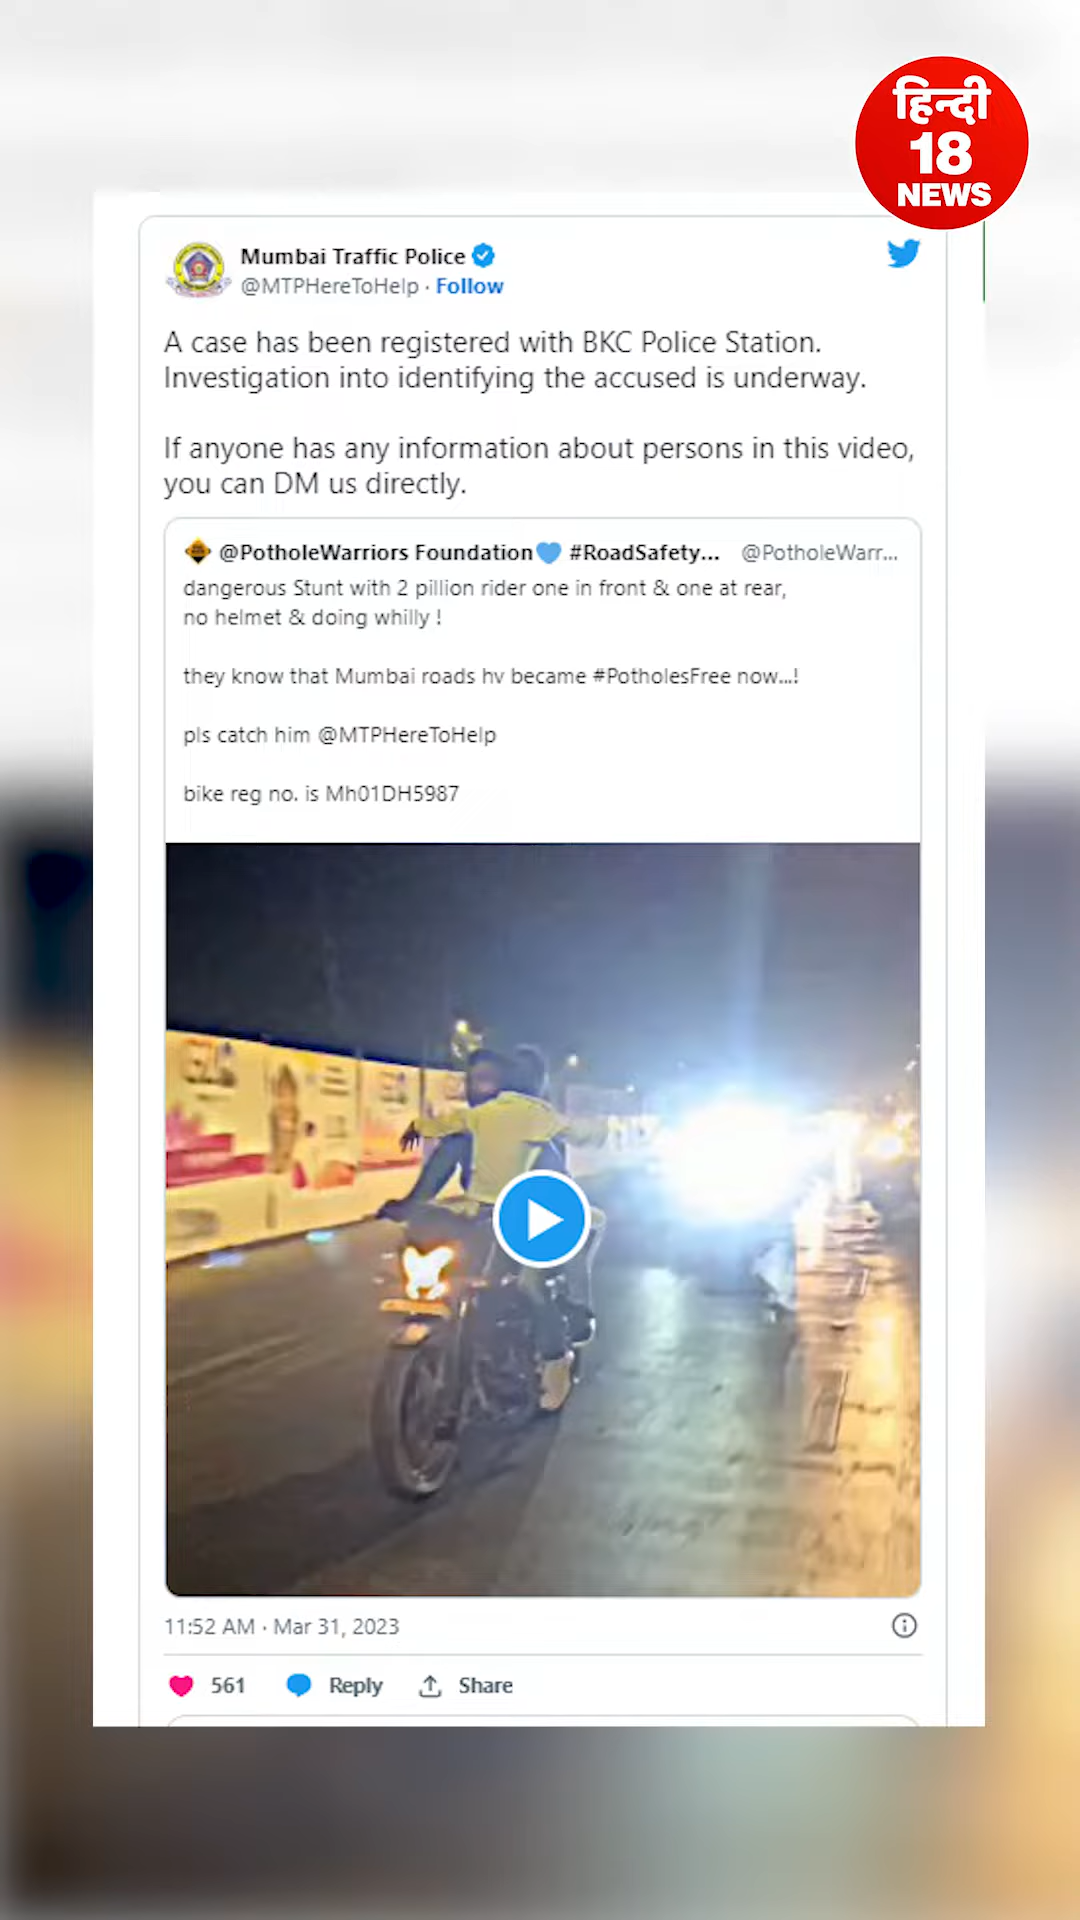 हिन्दी
18
NEWS
Mumbai Traffic Police
@MTPHereToHelp · Follow
A case has been registered with BKC Police Station.
Investigation into identifying the accused is underway.
If anyone has any information about persons in this video,
you can DM us directly.
@PotholeWarriors Foundation💙 #RoadSafety... @PotholeWarr...
dangerous Stunt with 2 pillion rider one in front & one at rear,
no helmet & doing whilly !
they know that Mumbai roads hv became #PotholesFree now...!
pls catch him @MTPHereToHelp
bike reg no. is Mh01DH5987
11:52 AM · Mar 31, 2023
561 Reply Share